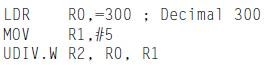 LDR R0,=300 ; Decimal 300
MOV R1,#5
UDIV.W R2, R0, R1